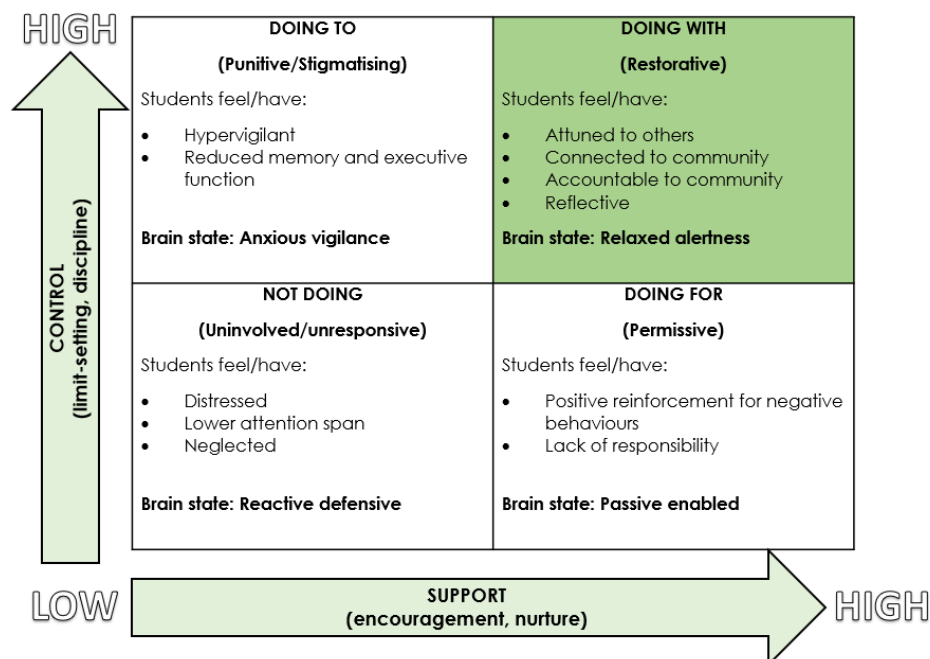 HIGH
DOING TO
(Punitive/Stigmatising)
Students feel/have:
• Hypervigilant
• Reduced memory and executive
function
Brain state: Anxious vigilance
DOING WITH
(Restorative)
Students feel/have:
• Attuned to others
• Connected to community
• Accountable to community
• Reflective
Brain state: Relaxed alertness
CONTROL
(limit-setting, discipline)
NOT DOING
(Uninvolved/unresponsive)
Students feel/have:
• Distressed
• Lower attention span
• Neglected
Brain state: Reactive defensive
DOING FOR
(Permissive)
Students feel/have:
• Positive reinforcement for negative
behaviours
• Lack of responsibility
Brain state: Passive enabled
LOW
SUPPORT
(encouragement, nurture)
HIGH